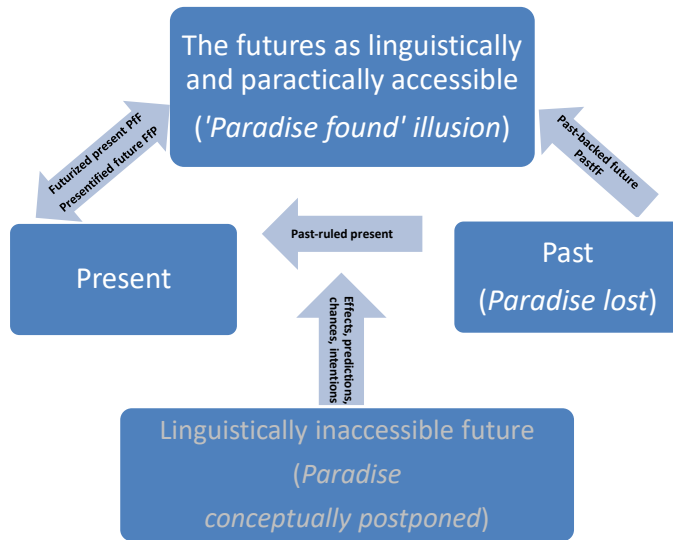 The futures as linguistically
and paractically accessible
('Paradise found' illusion)
Futurized present PfF
Presentified future FfP
Past-backed future
PastfF
Past-ruled present
Present
Past
(Paradise lost)
Effects, predictions,
chances, intentions
Linguistically inaccessible future
(Paradise
conceptually postponed)